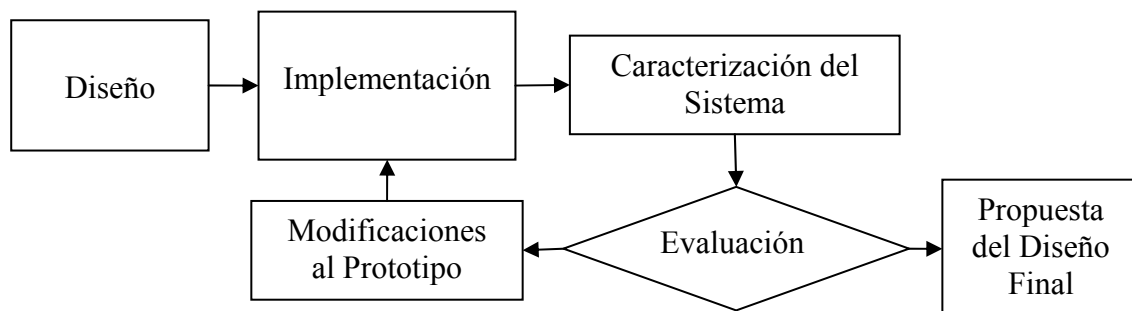 Diseño
Implementación
Caracterización del
Sistema
Modificaciones
al Prototipo
Evaluación
Propuesta
del Diseño
Final